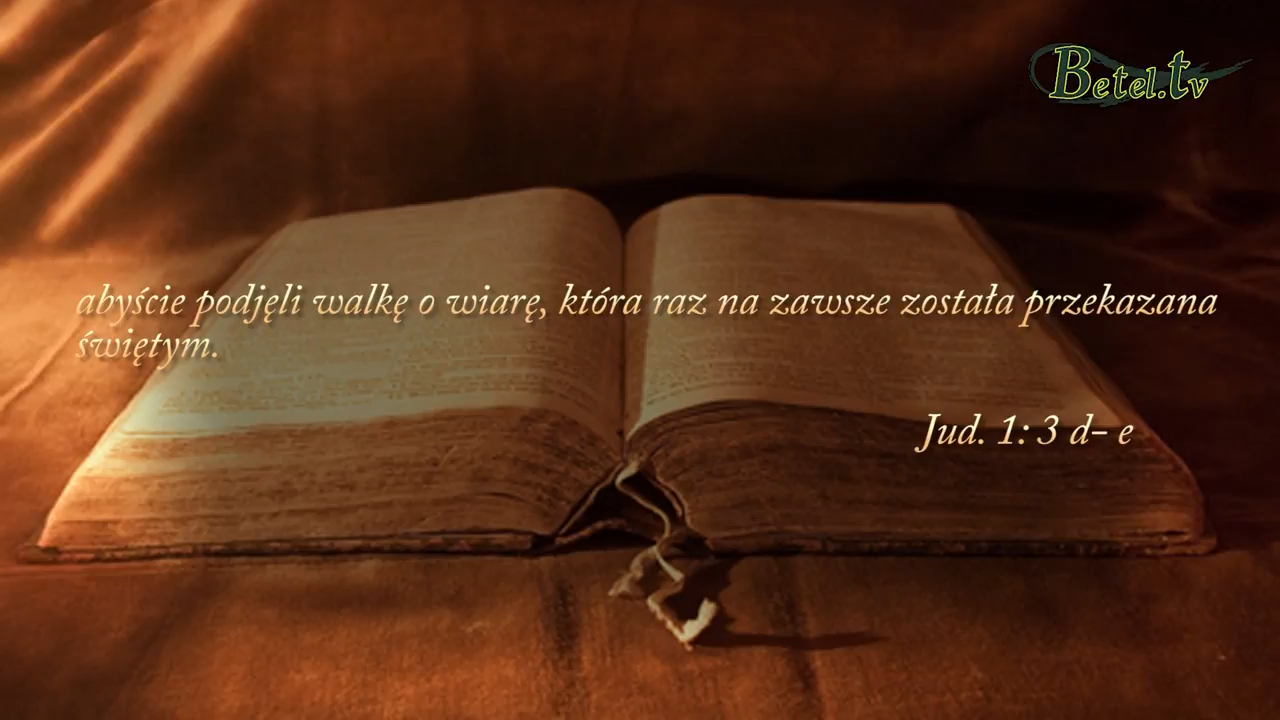 Betel.tv
abyście podjęli walkę o wiarę, która raz na zawsze została przekazana
świętym.
Jud. 1: 3 d- e